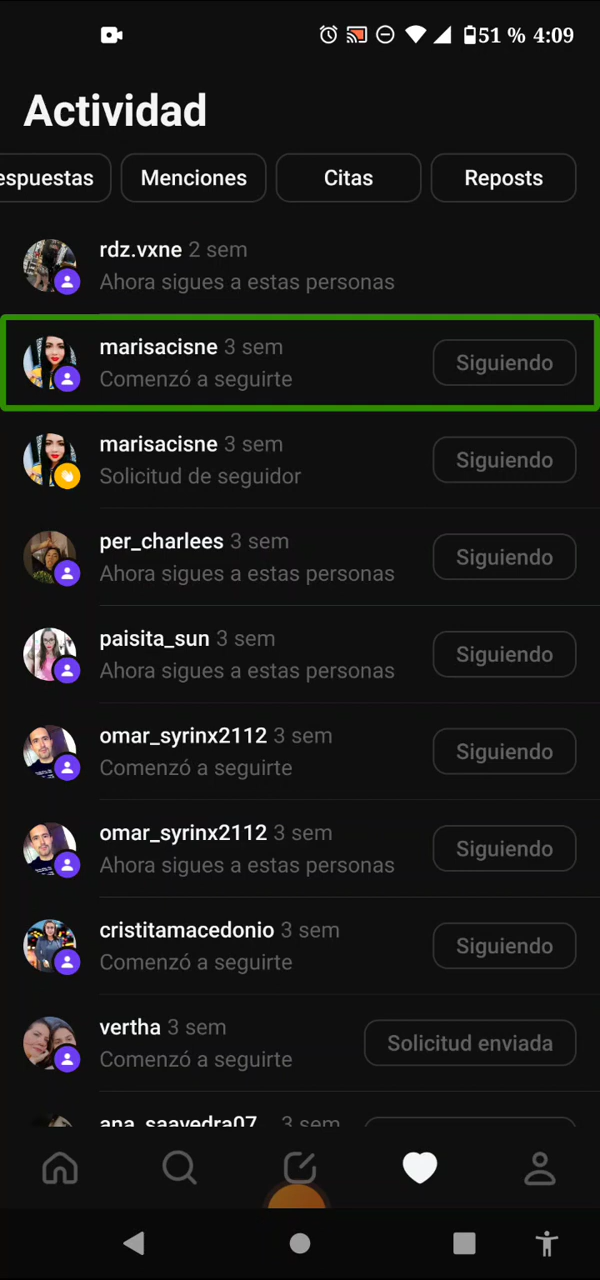 51 % 4:09
Actividad
espuestas Menciones Citas Reposts
rdz.vxne 2 sem
Ahora sigues a estas personas
marisacisne 3 sem
Comenzó a seguirte
Siguiendo
marisacisne 3 sem
Solicitud de seguidor
Siguiendo
per_charlees 3 sem
Ahora sigues a estas personas
Siguiendo
paisita_sun 3 sem
Ahora sigues a estas personas
Siguiendo
omar_syrinx2112 3 sem
Comenzó a seguirte
Siguiendo
omar_syrinx2112 3 sem
Ahora sigues a estas personas
Siguiendo
cristitamacedonio 3 sem
Comenzó a seguirte
Siguiendo
vertha 3 sem
Comenzó a seguirte
Solicitud enviada
ana_saavedra07_ 3 sem